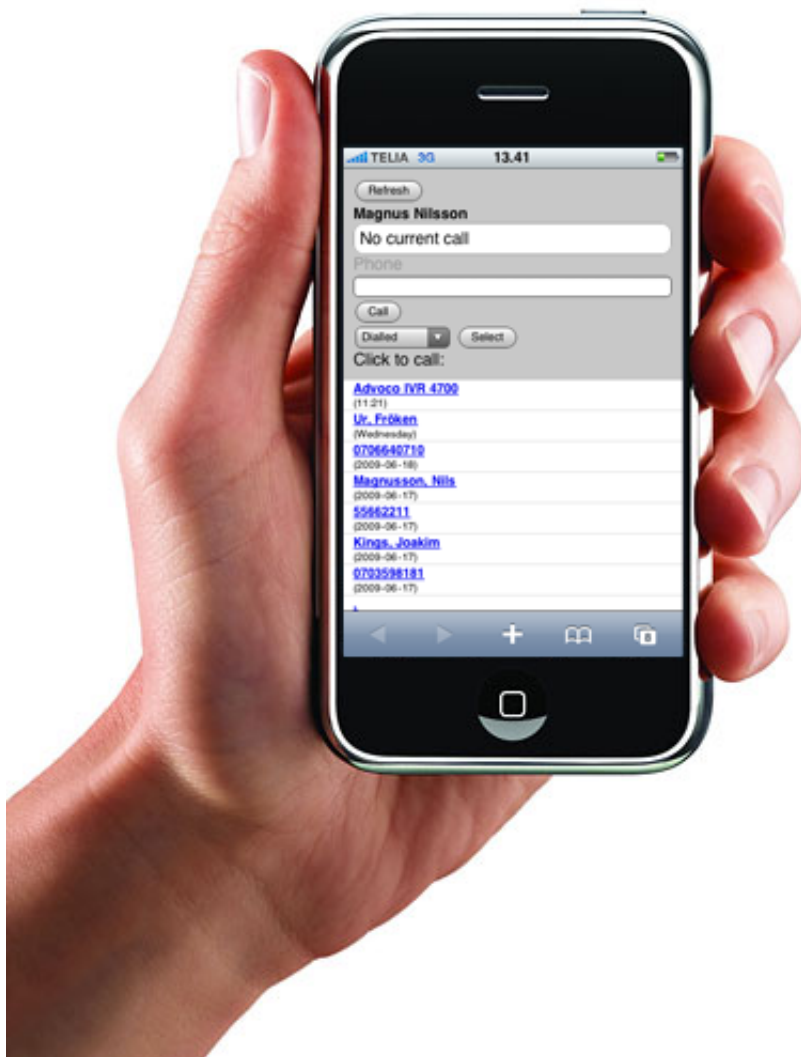 TELIA 3G 13.41
Refresh
Magnus Nilsson
No current call
Phone
Call
Dialled Select
Click to call:
Advoco IVR 4700
(11:21)
Ur, Fröken
(Wednesday)
0706640710
(2009-06-18)
Magnusson, Nils
(2009-06-17)
55662211
(2009-06-17)
Kings, Joakim
(2009-06-17)
0703598181
(2009-06-17)